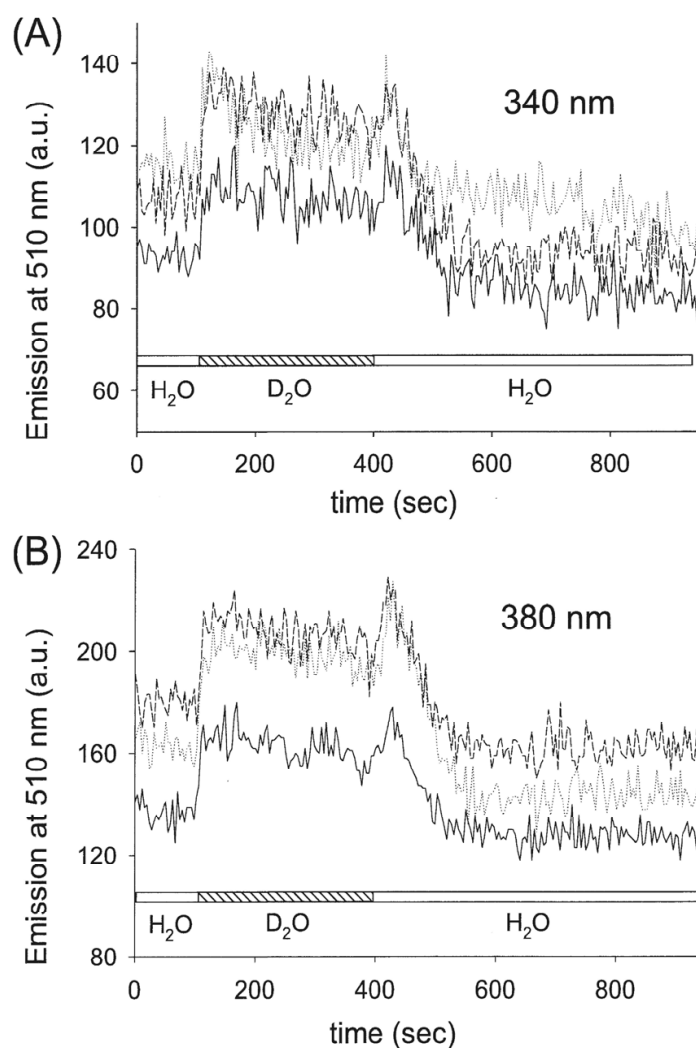 (A)
340 nm
Emission at 510 nm (a.u.)
140
120
100
80
60
H₂O D₂O H₂O
0 200 400 600 800
time (sec)
(B)
380 nm
Emission at 510 nm (a.u.)
240
200
160
120
80
H₂O D₂O H₂O
0 200 400 600 800
time (sec)